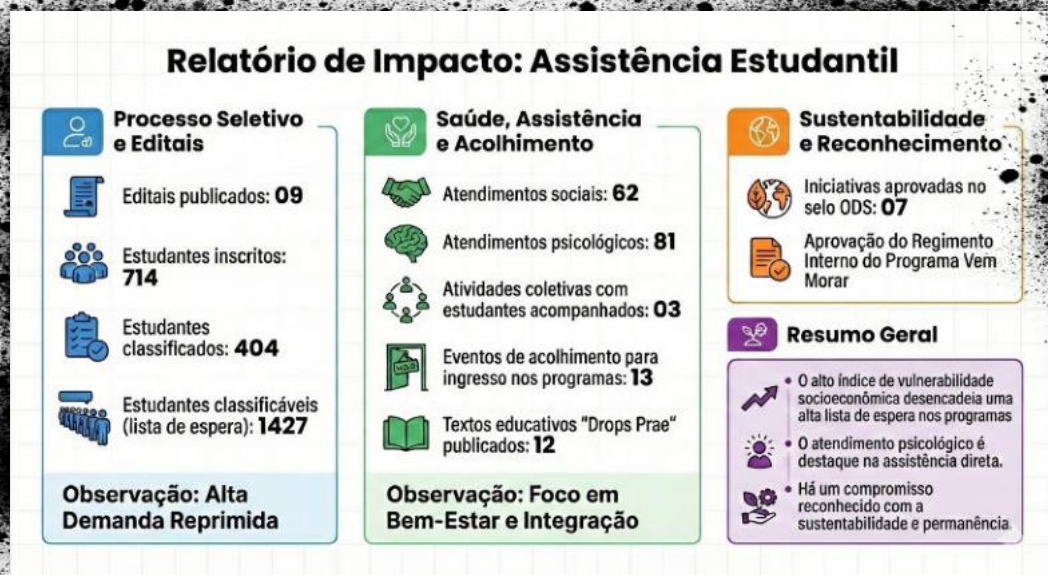 Relatório de Impacto: Assistência Estudantil
Processo Seletivo
e Editais
Editais publicados: 09
Estudantes inscritos:
714
Estudantes
classificados: 404
Estudantes classificáveis
(lista de espera): 1427
Observação: Alta
Demanda Reprimida
Saúde, Assistência
e Acolhimento
Atendimentos sociais: 62
Atendimentos psicológicos: 81
Atividades coletivas com
estudantes acompanhados: 03
Eventos de acolhimento para
ingresso nos programas: 13
Textos educativos "Drops Prae"
publicados: 12
Observação: Foco em
Bem-Estar e Integração
Sustentabilidade
e Reconhecimento
Iniciativas aprovadas no
selo ODS: 07
Aprovação do Regimento
Interno do Programa Vem
Morar
Resumo Geral
• O alto índice de vulnerabilidade
socioeconômica desencadeia uma
alta lista de espera nos programas
• O atendimento psicológico é
destaque na assistência direta.
• Há um compromisso
reconhecido com a
sustentabilidade e permanência